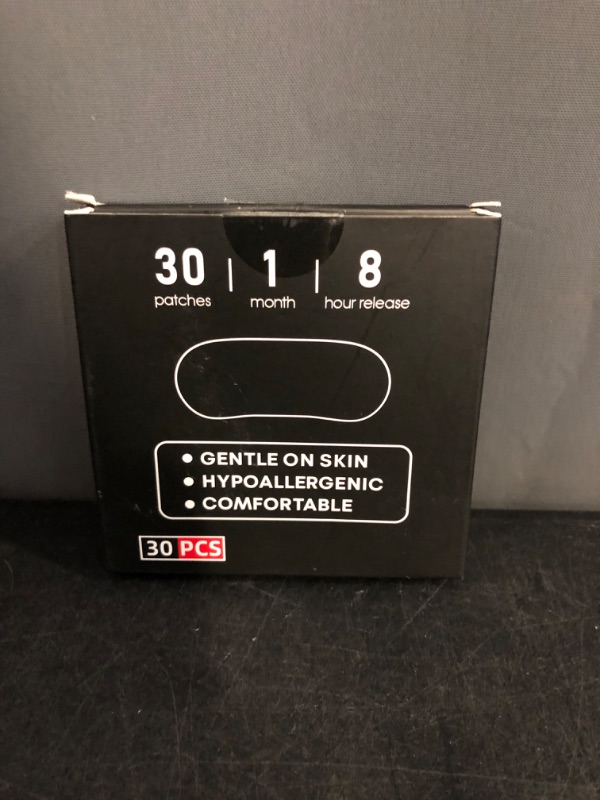 30 | 1 | 8
patches month hour release
• GENTLE ON SKIN
• HYPOALLERGENIC
• COMFORTABLE
30 PCS